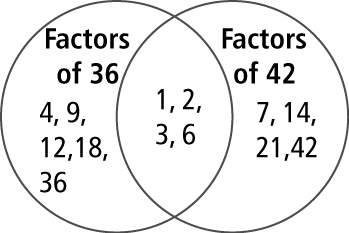 Factors
of 36
4, 9,
12,18,
36
1, 2,
3, 6
Factors
of 42
7, 14,
21,42